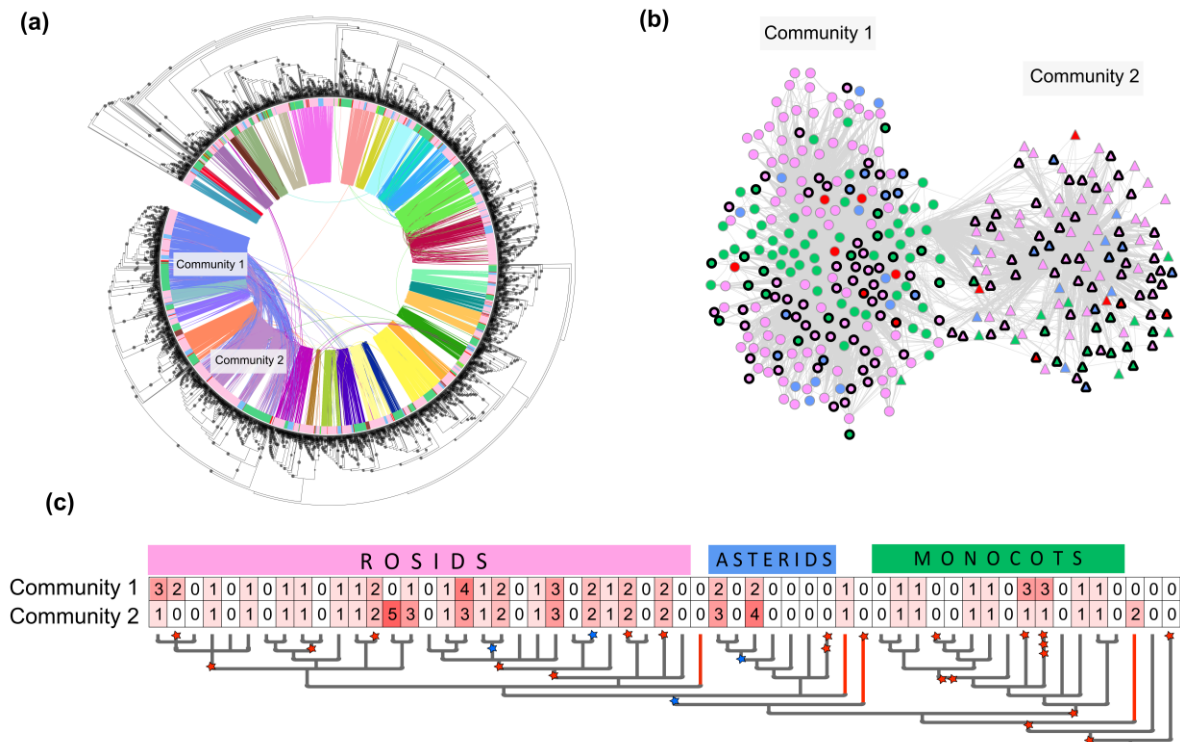 (a)
Community 1
Community 2
(b)
Community 1
Community 2
(c)
ROSIDS ASTERIDS MONOCOTS
Community 1 3 2 0 1 0 1 0 1 1 0 1 1 2 0 1 0 1 4 1 2 0 1 3 0 2 1 2 0 2 0 0 2 0 2 0 0 0 0 1 0 0 1 1 0 0 1 1 0 3 3 0 1 1 0 0 0 0
Community 2 1 0 0 1 0 1 0 1 1 0 1 1 2 5 3 0 1 3 1 2 0 0 3 0 1 1 2 0 2 0 0 3 0 4 0 0 0 0 1 0 0 1 1 0 0 1 1 0 1 1 0 1 1 0 2 0 0